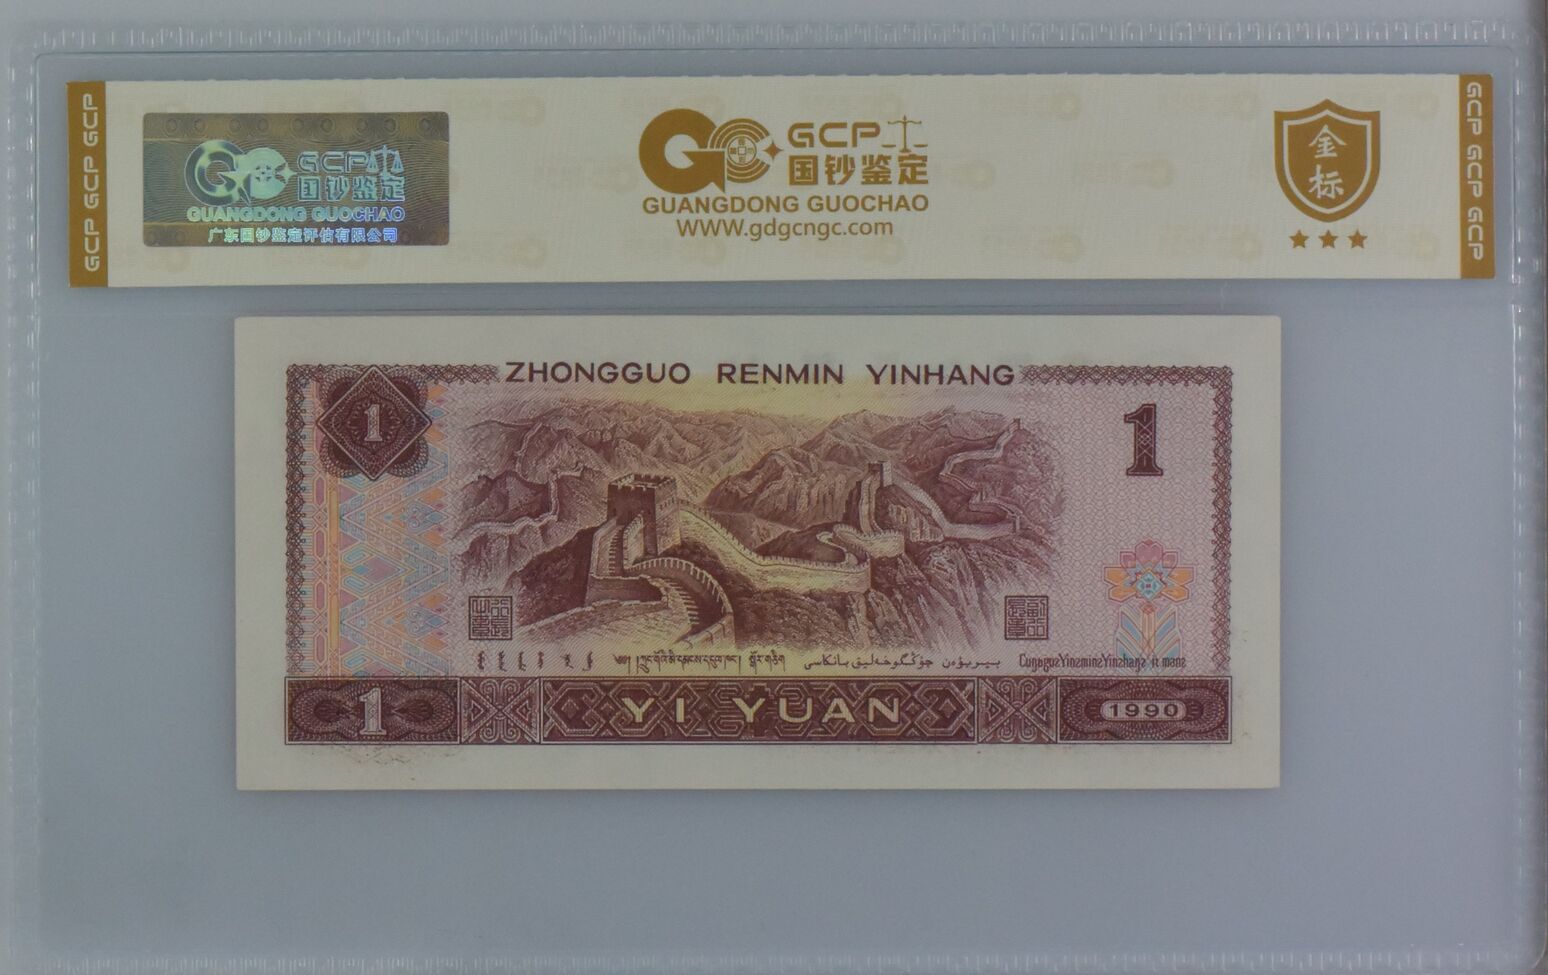 GCP GCP GCP
GCP
国钞鉴定
GUANGDONG GUOCHAO
广东国钞鉴定评估有限公司
GCP
国钞鉴定
GUANGDONG GUOCHAO
WWW.gdgcngc.com
金标
GCP GCP GCP
ZHONGGUO RENMIN YINHANG
1
1
YI YUAN
1
1990